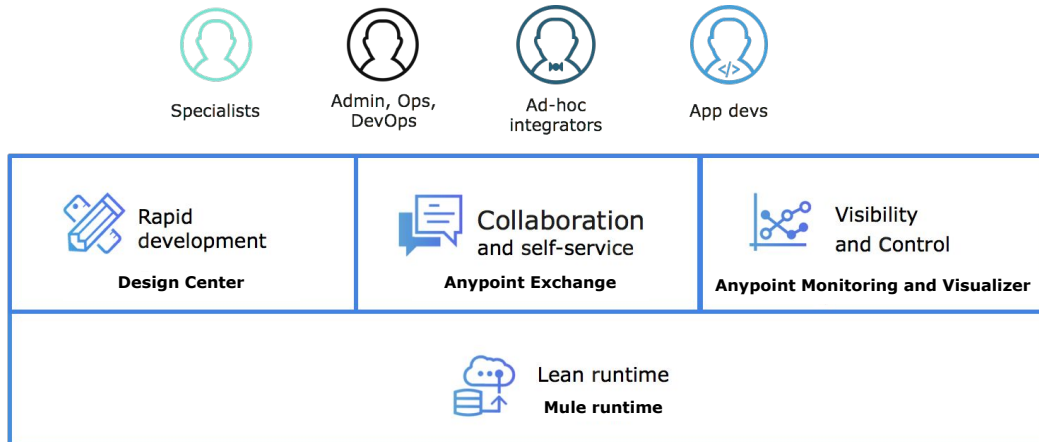 Specialists
Admin, Ops,
DevOps
Ad-hoc
integrators
App devs
</>
Rapid
development
Design Center
Collaboration
and self-service
Anypoint Exchange
Visibility
and Control
Anypoint Monitoring and Visualizer
Lean runtime
Mule runtime